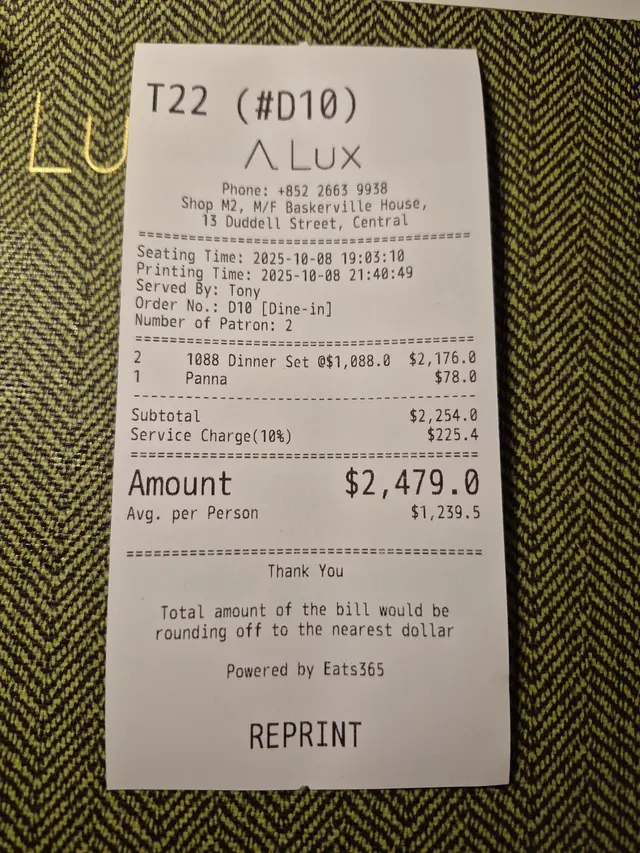 LU
T22 (#D10)
A LUX
Phone: +852 2663 9938
Shop M2, M/F Baskerville House,
13 Duddell Street, Central
================================================
Seating Time: 2025-10-08 19:03:10
Printing Time: 2025-10-08 21:40:49
Served By: Tony
Order No.: D10 [Dine-in]
Number of Patron: 2
================================================
2 1088 Dinner Set @$1,088.0 $2,176.0
1 Panna $78.0
------------------------------------------------
Subtotal $2,254.0
Service Charge(10%) $225.4
================================================
Amount $2,479.0
Avg. per Person $1,239.5
================================================
Thank You
Total amount of the bill would be
rounding off to the nearest dollar
Powered by Eats365
REPRINT